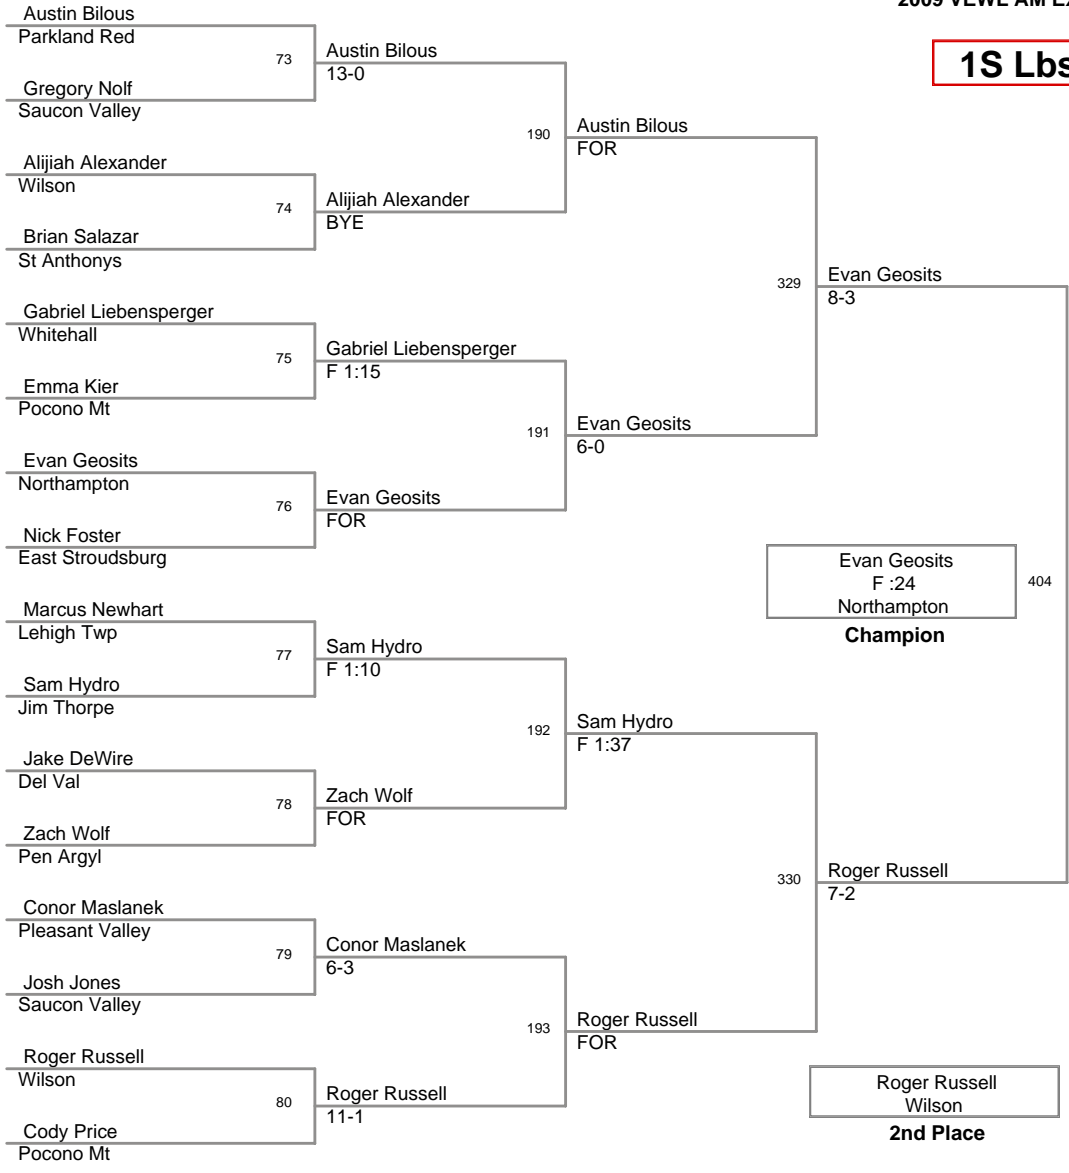 2009 VEWL AM
1S Lbs
Austin Bilous
Parkland Red
73
Gregory Nolf
Saucon Valley
Austin Bilous
13-0
Alijiah Alexander
Wilson
74
Brian Salazar
St Anthonys
Alijiah Alexander
BYE
190
Austin Bilous
FOR
Gabriel Liebensperger
Whitehall
75
Emma Kier
Pocono Mt
Gabriel Liebensperger
F 1:15
Evan Geosits
Northampton
76
Nick Foster
East Stroudsburg
Evan Geosits
FOR
191
Evan Geosits
6-0
329
Evan Geosits
8-3
Marcus Newhart
Lehigh Twp
77
Sam Hydro
Jim Thorpe
Sam Hydro
F 1:10
Jake DeWire
Del Val
78
Zach Wolf
Pen Argyl
Zach Wolf
FOR
192
Sam Hydro
F 1:37
Conor Maslanek
Pleasant Valley
79
Josh Jones
Saucon Valley
Conor Maslanek
6-3
Roger Russell
Wilson
80
Cody Price
Pocono Mt
Roger Russell
11-1
193
Roger Russell
FOR
330
Roger Russell
7-2
404
Evan Geosits
F :24
Northampton
Champion
Roger Russell
Wilson
2nd Place